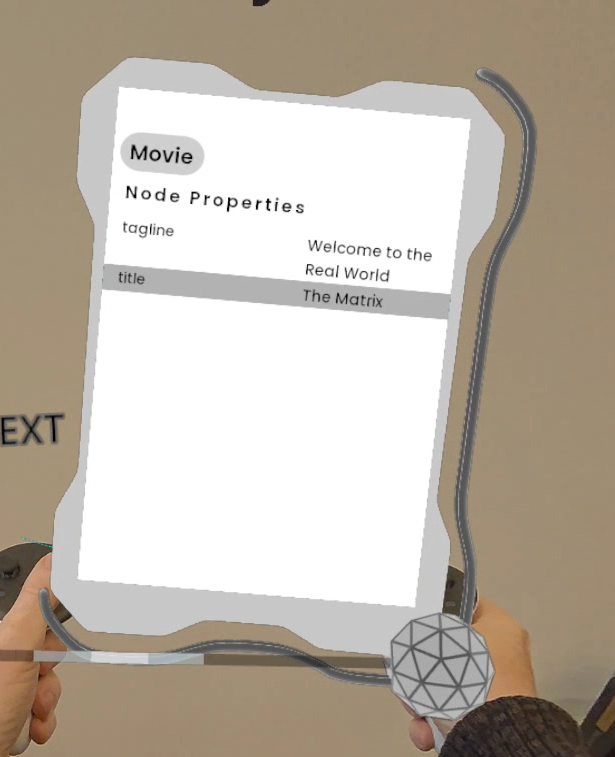 Movie
Node Properties
tagline
Welcome to the
Real World
title
The Matrix
EXT